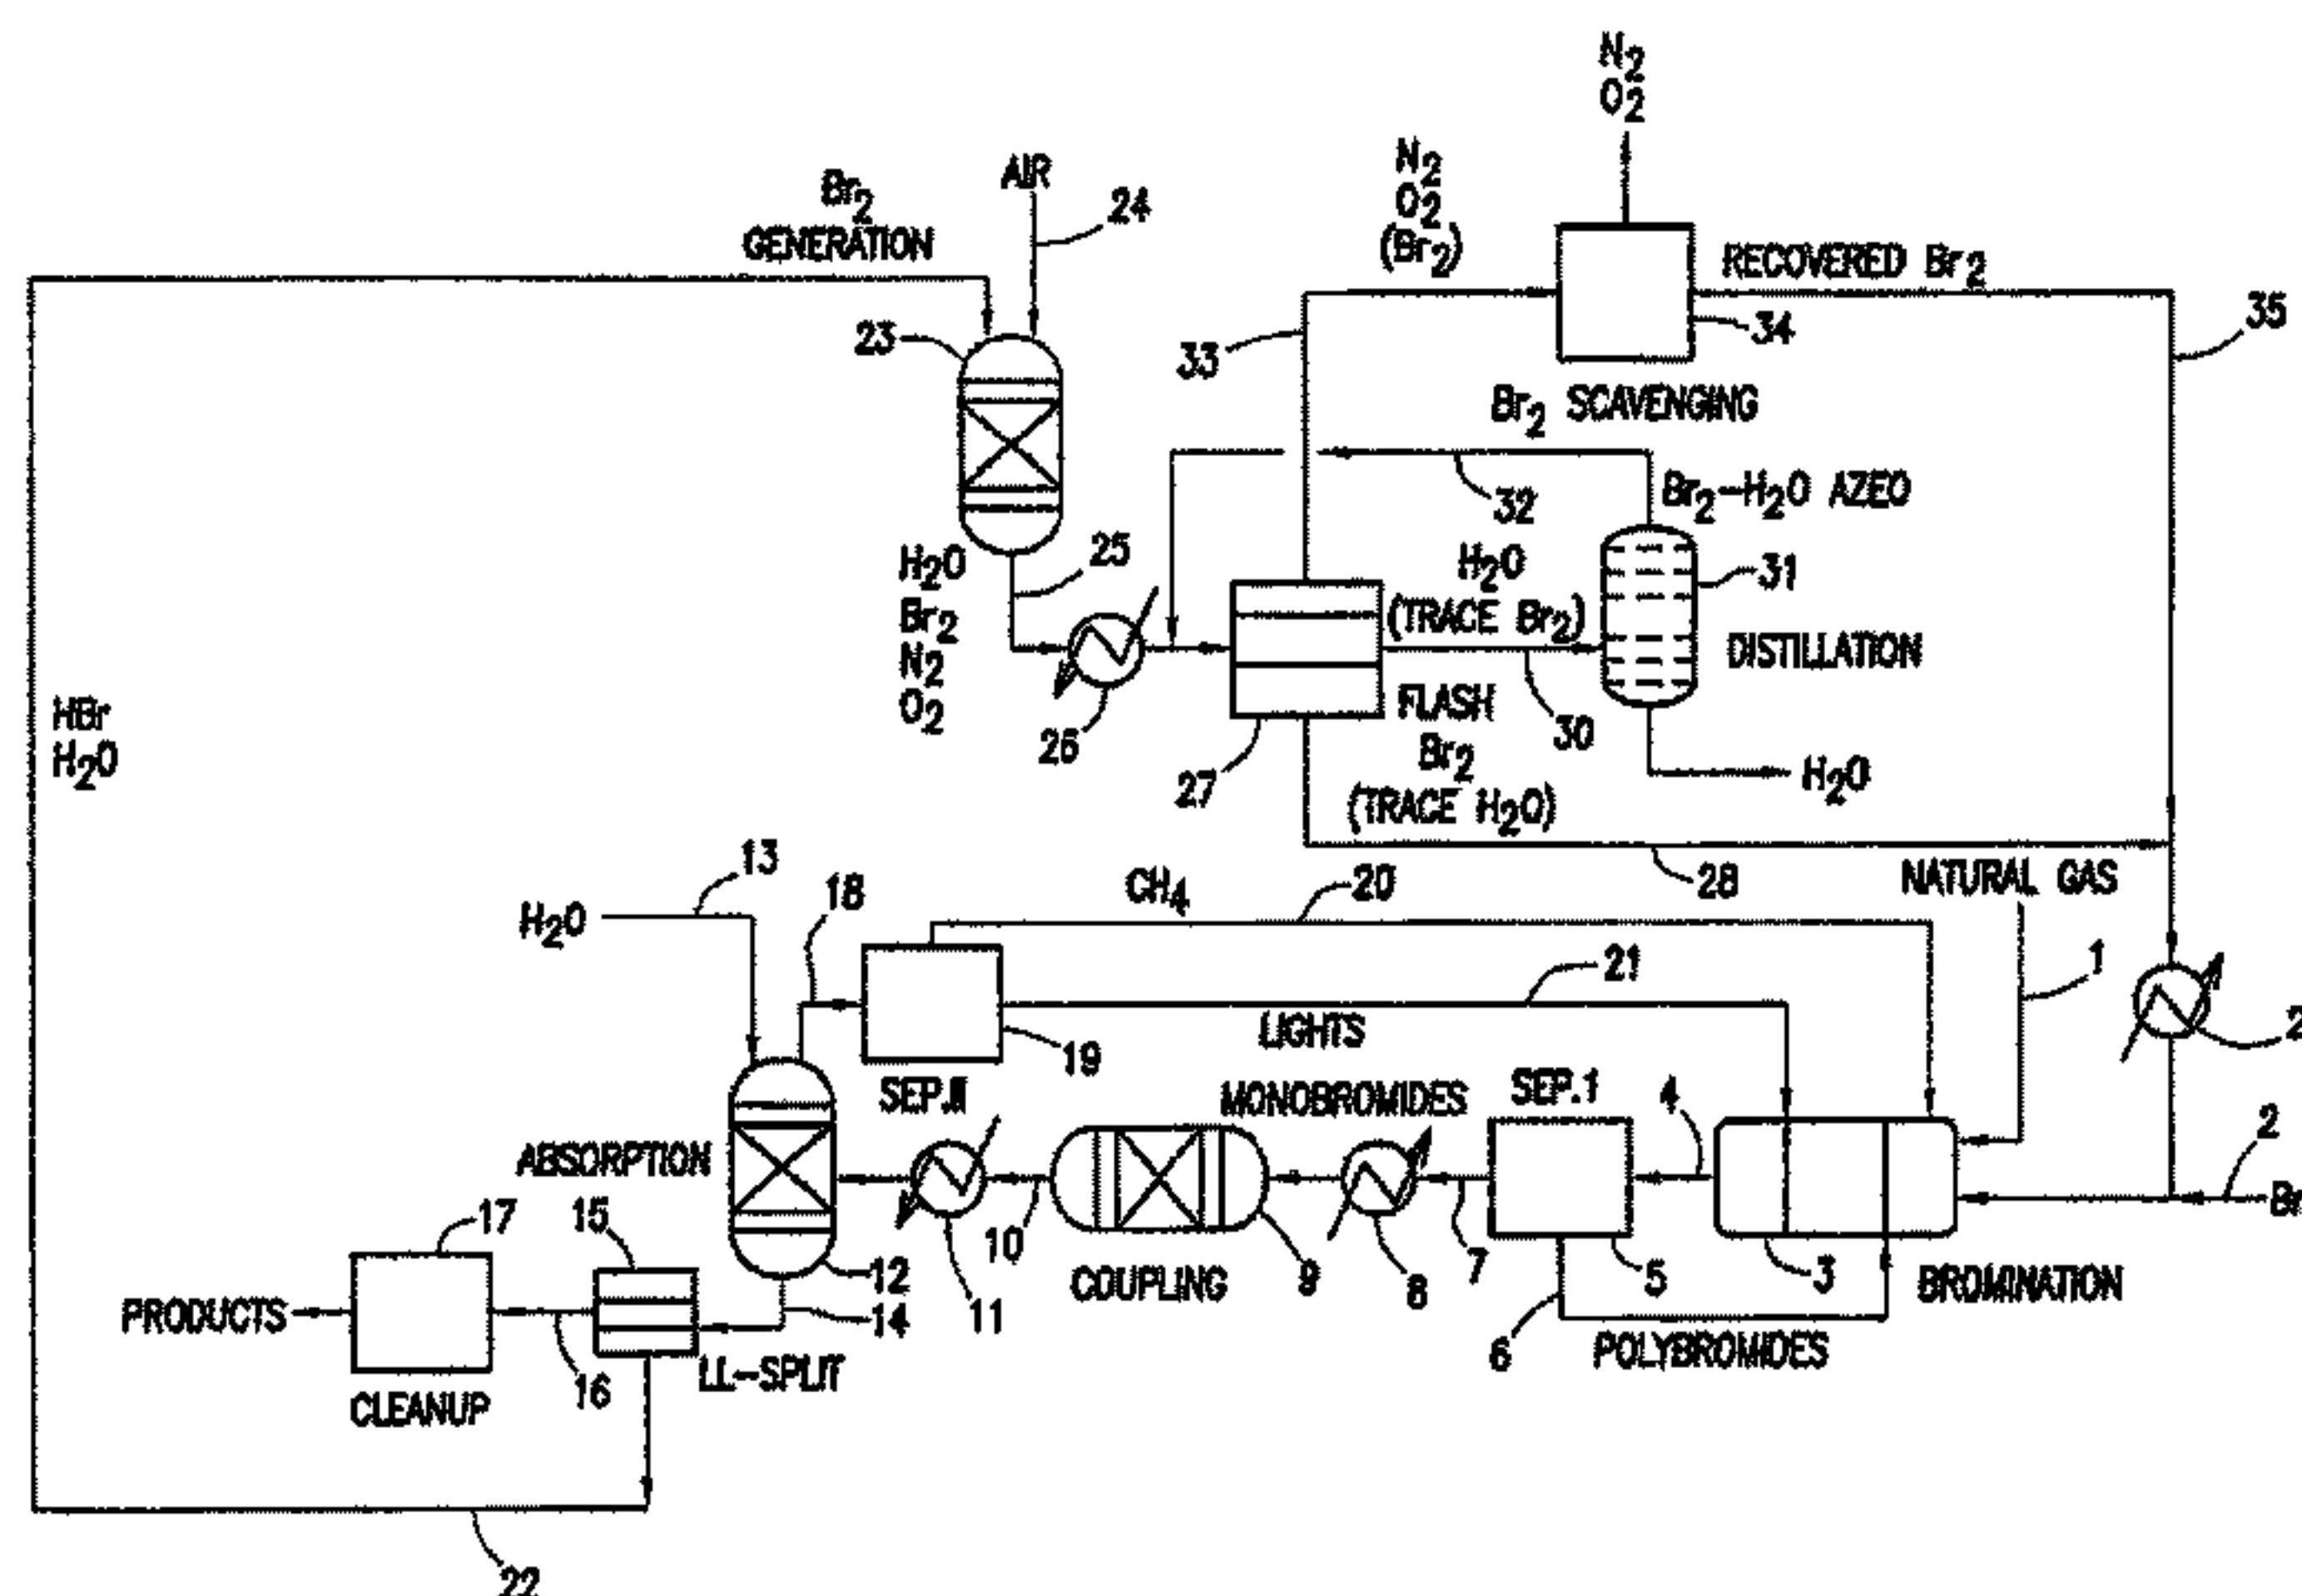 N2
O2
N2
O2
(Br2)
AIR
24
Br2
GENERATION
RECOVERED Br2
35
34
33
23
Br2 SCAVENGING
32
Br2-H2O AZEO
25
H2O
Br2
N2
O2
H2O
(TRACE Br2)
31
DISTILLATION
26
27
FLASH
30
Br2
(TRACE H2O)
H2O
HBr
H2O
13
18
CH4
20
28
NATURAL GAS
H2O
21
1
LIGHTS
19
2
SEP.II
MONOBROMIDES
SEP.1
4
2
ABSORPTION
Br
17
15
10
12
14
11
COUPLING
9
8
7
5
3
BROMINATION
PRODUCTS
16
LL-SPLIT
6
POLYBROMIDES
CLEANUP
22